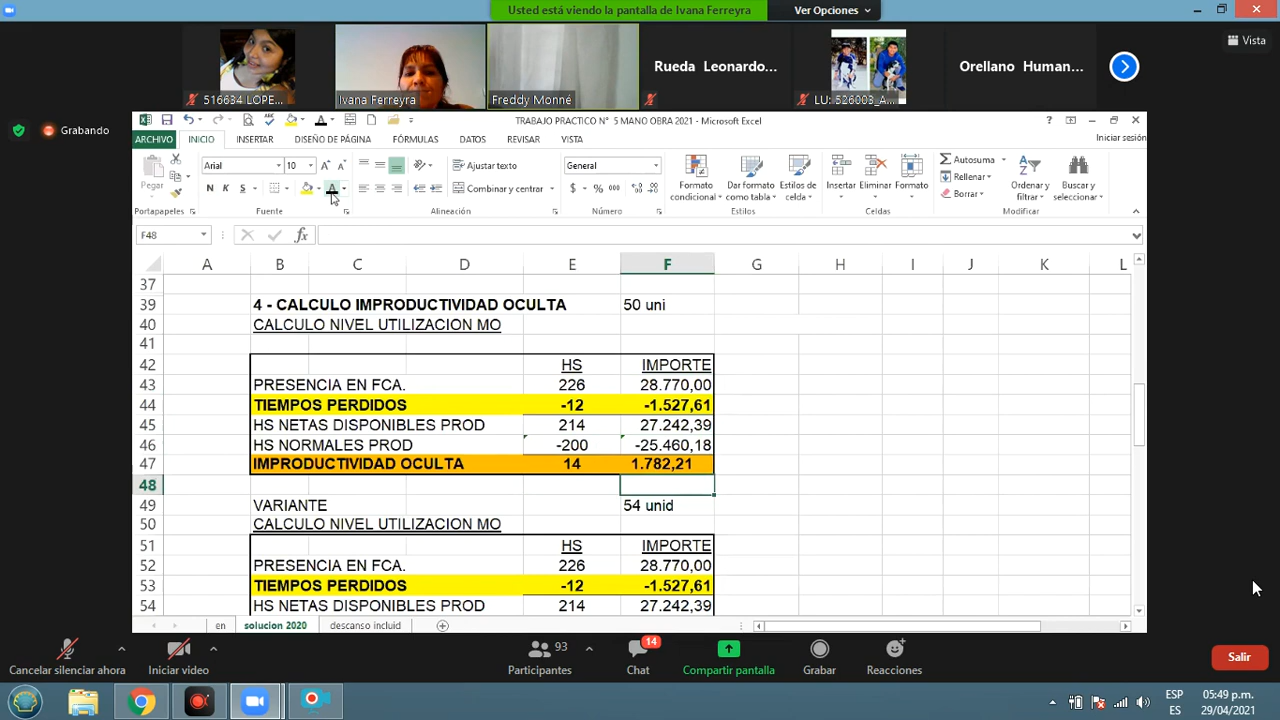 Usted está viendo la pantalla de Ivana Ferreyra
Ver Opciones
Vista
516634 LOPE...
Ivana Ferreyra
Freddy Monné
Rueda Leonardo...
LU: 526003_A...
Orellano Human...
Grabando
TRABAJO PRACTICO N° 5 MANO OBRA 2021 - Microsoft Excel
ARCHIVO INICIO INSERTAR DISEÑO DE PÁGINA FÓRMULAS DATOS REVISAR VISTA
Iniciar sesión
Pegar
Arial 10
N K S
Ajustar texto
Combinar y centrar
General
$ % 000
Formato condicional
Dar formato como tabla
Estilos de celda
Insertar Eliminar Formato
Autosuma
Rellenar
Borrar
Ordenar y filtrar
Buscar y seleccionar
Portapapeles Fuente Alineación Número Estilos Celdas Modificar
F48 fx
A B C D E F G H I J K L
37
39 4 - CALCULO IMPRODUCTIVIDAD OCULTA 50 uni
40 CALCULO NIVEL UTILIZACION MO
41
42 HS IMPORTE
43 PRESENCIA EN FCA. 226 28.770,00
44 TIEMPOS PERDIDOS -12 -1.527,61
45 HS NETAS DISPONIBLES PROD 214 27.242,39
46 HS NORMALES PROD -200 -25.460,18
47 IMPRODUCTIVIDAD OCULTA 14 1.782,21
48
49 VARIANTE 54 unid
50 CALCULO NIVEL UTILIZACION MO
51 HS IMPORTE
52 PRESENCIA EN FCA. 226 28.770,00
53 TIEMPOS PERDIDOS -12 -1.527,61
54 HS NETAS DISPONIBLES PROD 214 27.242,39
en solucion 2020 descanso incluid
Cancelar silenciar ahora
Iniciar video
93
Participantes
14
Chat
Compartir pantalla
Grabar
Reacciones
Salir
ESP 05:49 p.m.
ES 29/04/2021